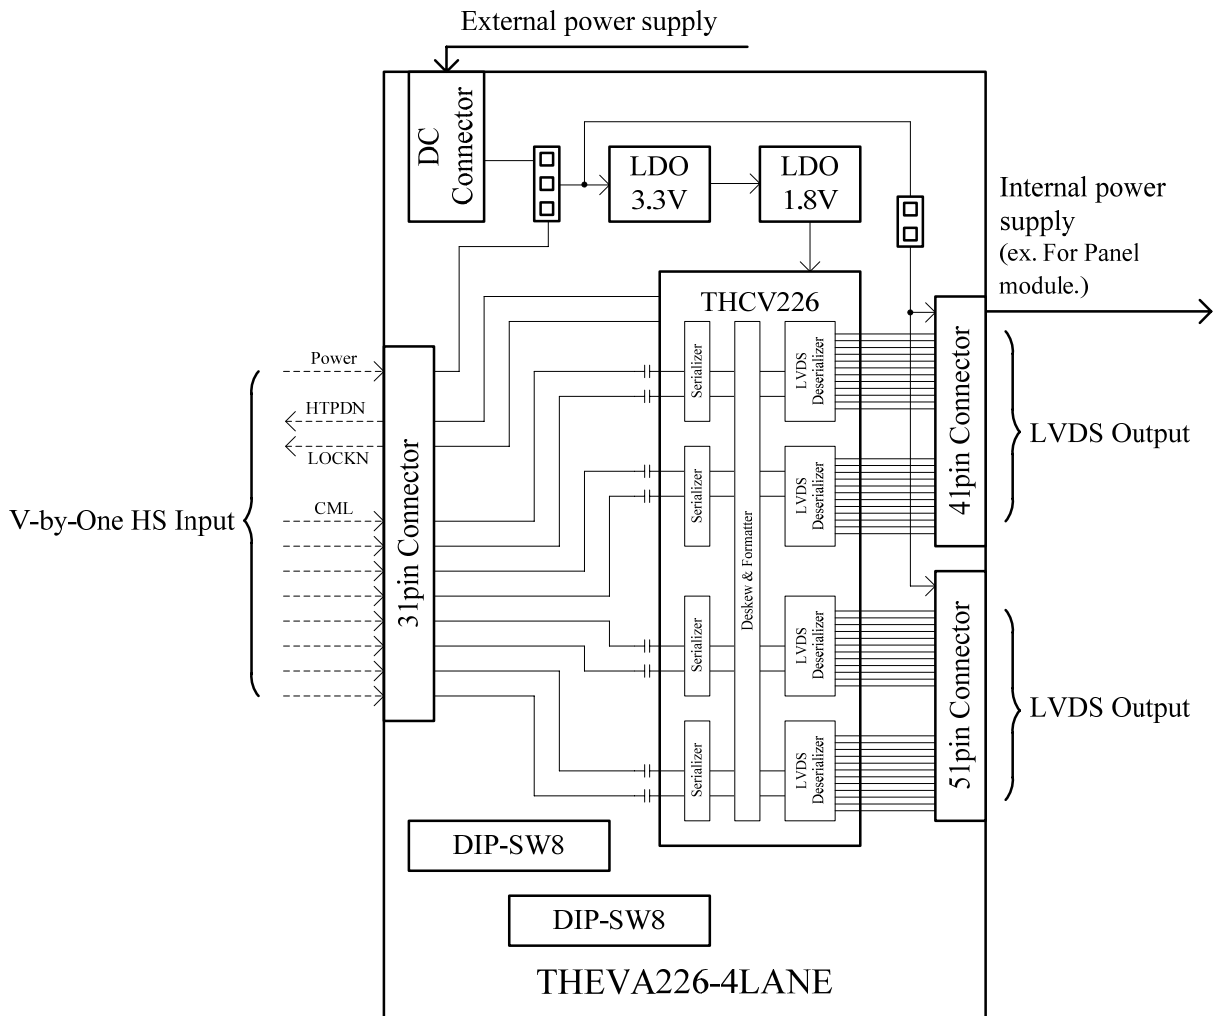 External power supply
DC
Connector
LDO
3.3V
LDO
1.8V
Internal power
supply
(ex. For Panel
module.)
THCV226
Power
HTPDN
LOCKN
CML
V-by-One HS Input
31pin Connector
Serializer
Serializer
Serializer
Serializer
Deskew & Formatter
LVDS
Deserializer
LVDS
Deserializer
LVDS
Deserializer
LVDS
Deserializer
41pin Connector
LVDS Output
51pin Connector
LVDS Output
DIP-SW8
DIP-SW8
THEVA226-4LANE